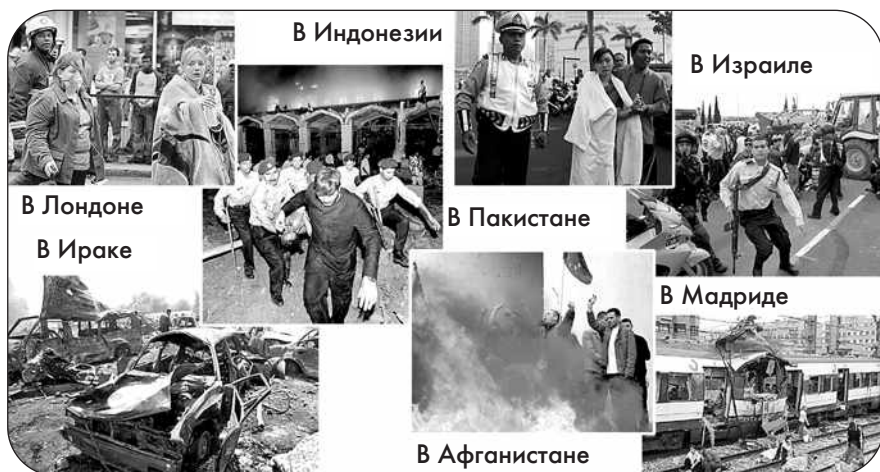 В Индонезии
В Израиле
В Лондоне
В Пакистане
В Ираке
В Мадриде
В Афганистане